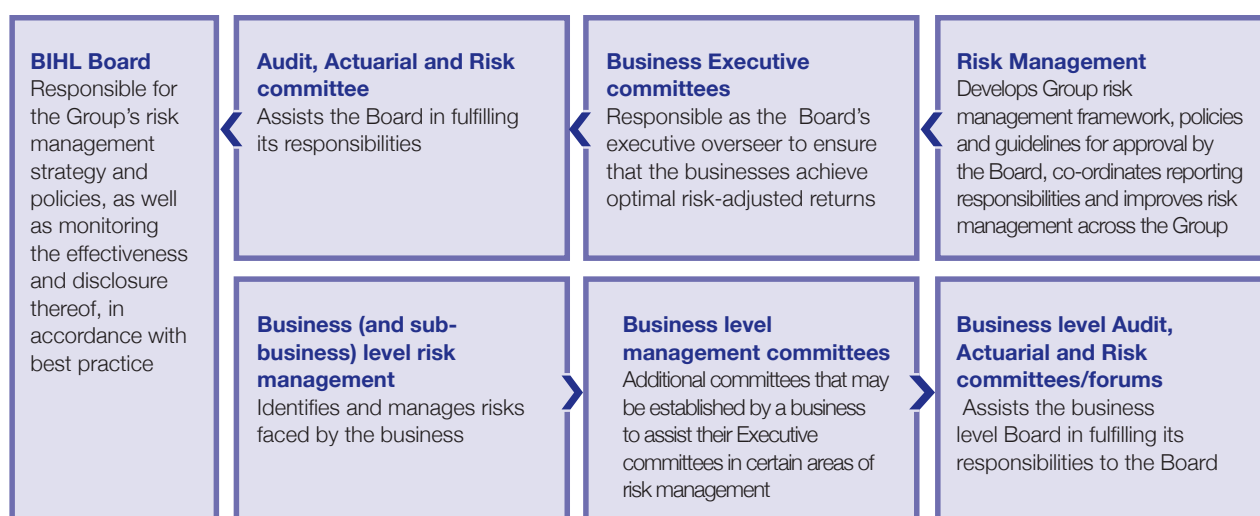 BIHL Board
Responsible for
the Group's risk
management
strategy and
policies, as well
as monitoring
the effectiveness
and disclosure
thereof, in
accordance with
best practice
Audit, Actuarial and Risk
committee
Assists the Board in fulfilling
its responsibilities
Business Executive
committees
Responsible as the Board's
executive overseer to ensure
that the businesses achieve
optimal risk-adjusted returns
Risk Management
Develops Group risk
management framework, policies
and guidelines for approval by
the Board, co-ordinates reporting
responsibilities and improves risk
management across the Group
Business (and sub-
business) level risk
management
Identifies and manages risks
faced by the business
Business level
management committees
Additional committees that may
be established by a business
to assist their Executive
committees in certain areas of
risk management
Business level Audit,
Actuarial and Risk
committees/forums
Assists the business
level Board in fulfilling its
responsibilities to the Board